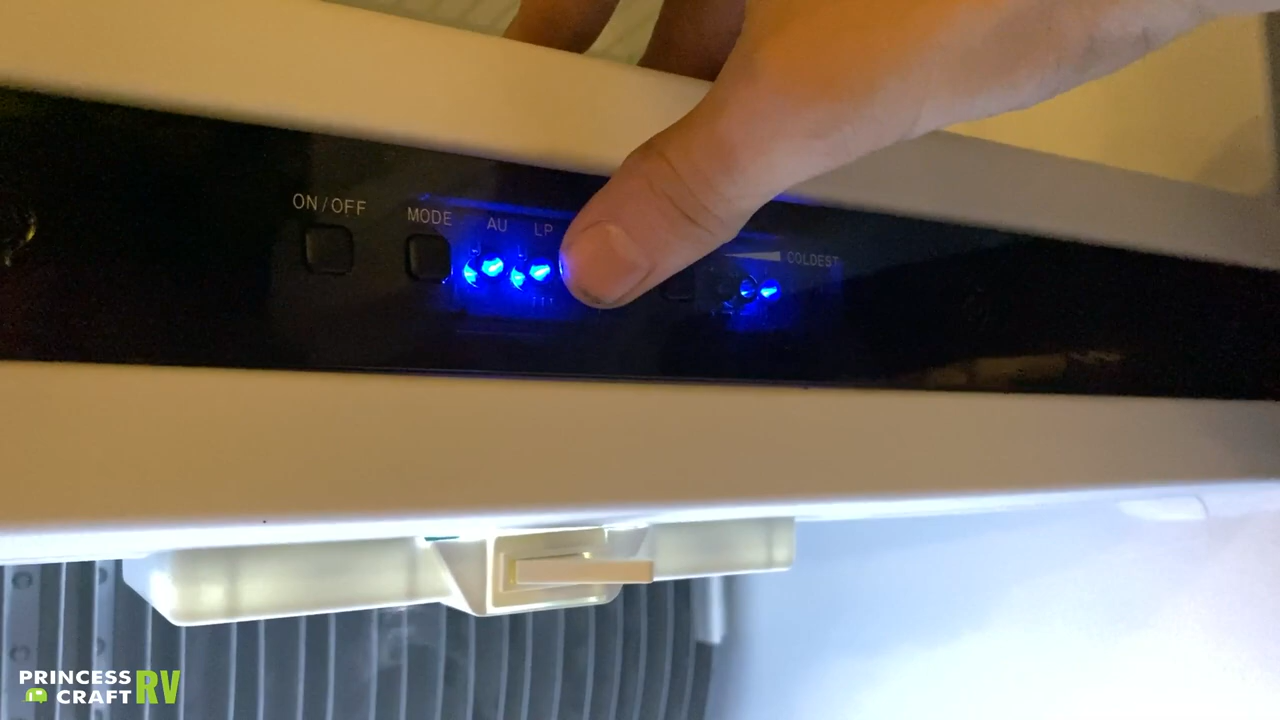 ON / OFF
MODE
AU
LP
COLDEST
PRINCESS
CRAFT RV